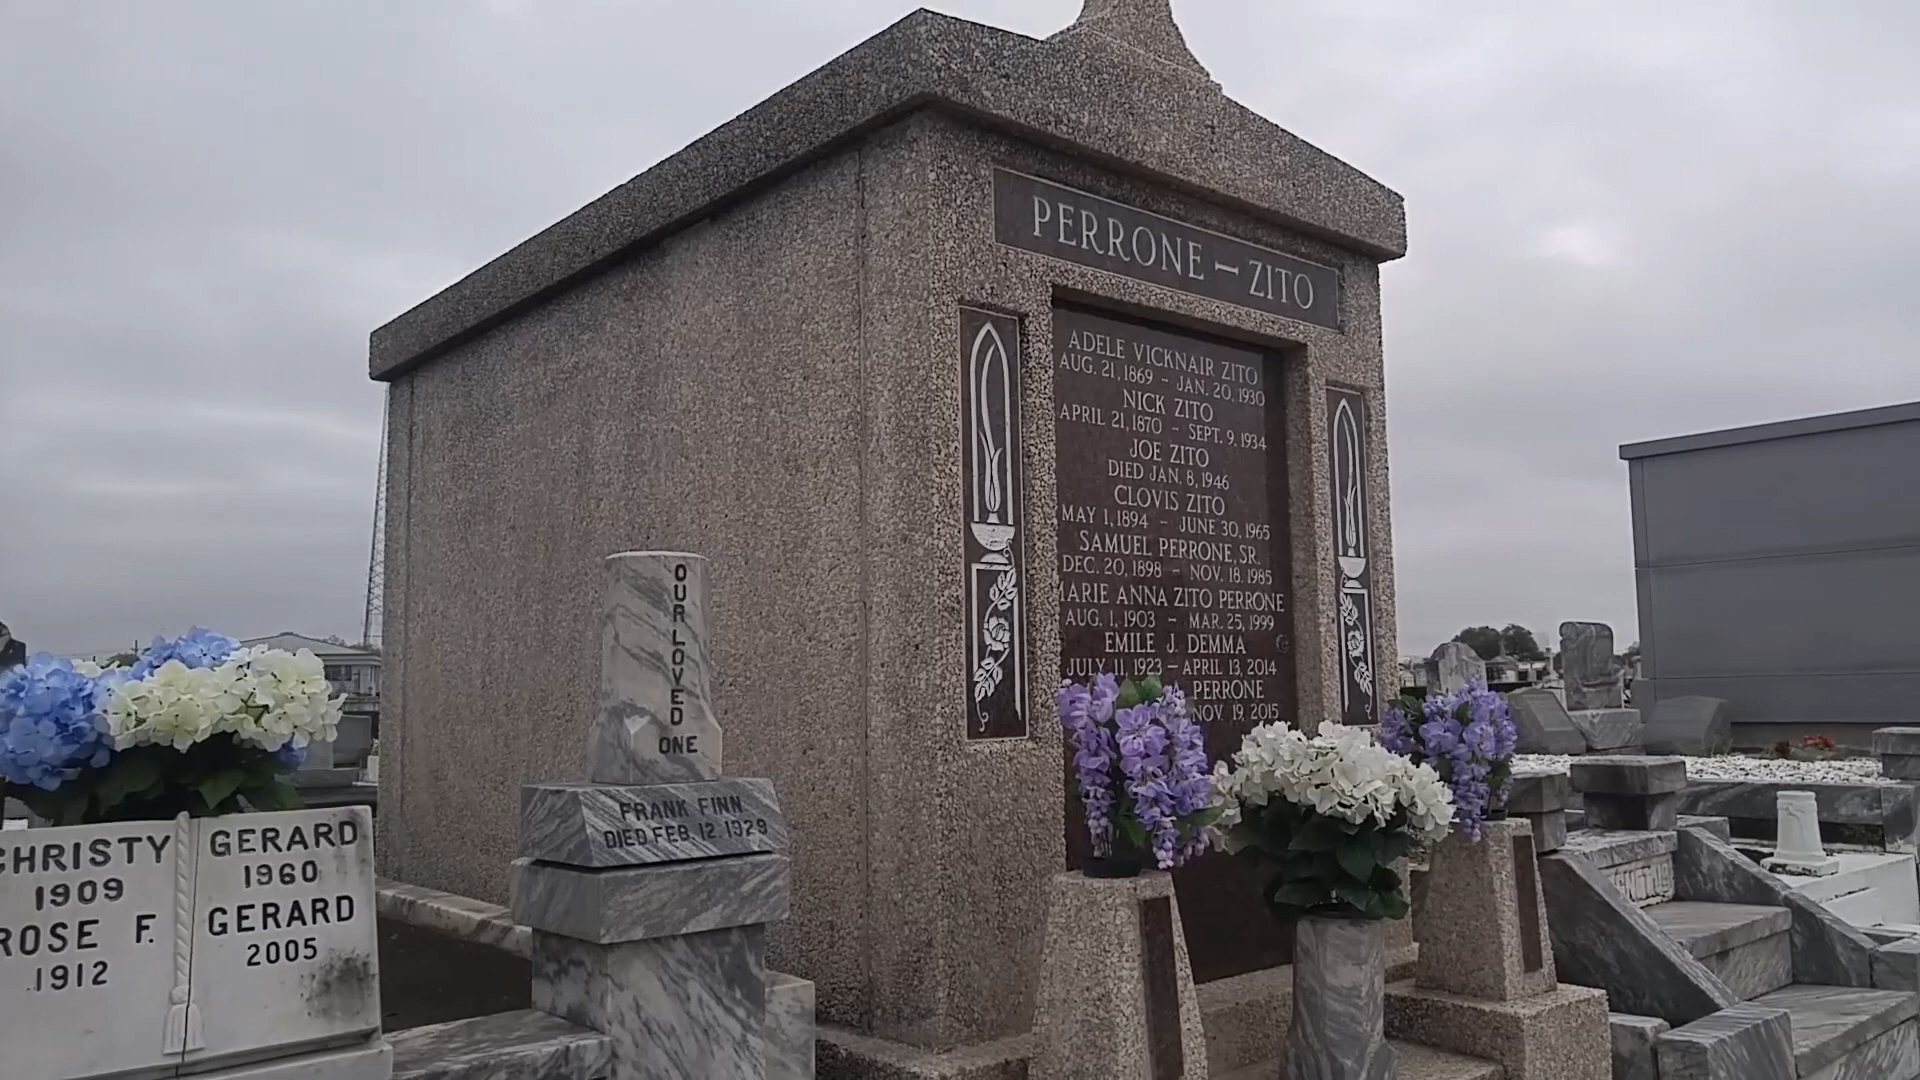 PERRONE – ZITO
ADELE VICKNAIR ZITO
AUG. 21, 1869 – JAN. 20, 1930
NICK ZITO
APRIL 21, 1870 – SEPT. 9, 1934
JOE ZITO
DIED JAN. 8, 1946
CLOVIS ZITO
MAY 1, 1894 – JUNE 30, 1965
SAMUEL PERRONE, SR.
DEC. 20, 1898 – NOV. 18, 1985
MARIE ANNA ZITO PERRONE
AUG. 1, 1903 – MAR. 25, 1999
EMILE J. DEMMA
JULY 11, 1923 – APRIL 13, 2014
PERRONE
NOV. 19, 2015
OUR LOVED
ONE
FRANK FINN
DIED FEB. 12, 1929
CHRISTY
1909
ROSE F.
1912
GERARD
1960
GERARD
2005